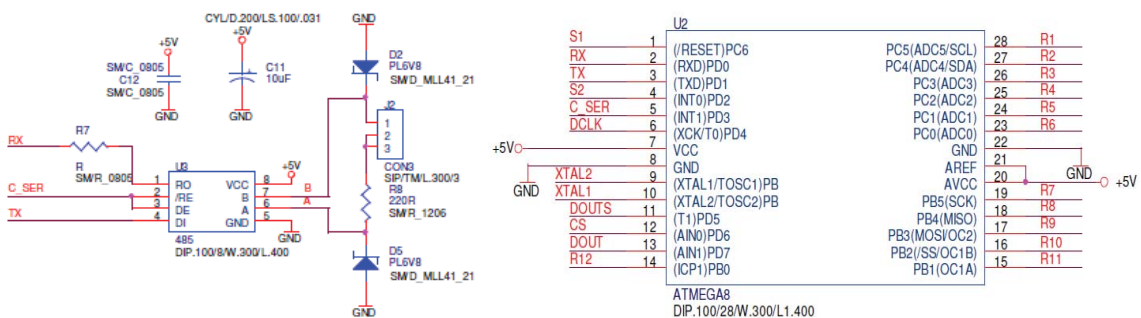 CYL/D.200/LS.100/.031
GND
+5V
+5V
SM/C_0805
C12
SM/C_0805
GND
C11
10uF
GND
D2
PL6V8
SM/D_MLL41_21
J2
1
2
3
CON3
SIP/TM/L.300/3
RX
R7
R
SM/R_0805
C_SER
TX
U3
1 RO VCC 8 +5V
2 /RE B 7 B
3 DE A 6 A
4 DI GND 5
GND
485
DIP.100/8/W.300/L.400
R8
220R
SM/R_1206
D5
PL6V8
SM/D_MLL41_21
GND
U2
S1 1 (/RESET)PC6 PC5(ADC5/SCL) 28 R1
RX 2 (RXD)PD0 PC4(ADC4/SDA) 27 R2
TX 3 (TXD)PD1 PC3(ADC3) 26 R3
S2 4 (INT0)PD2 PC2(ADC2) 25 R4
C_SER 5 (INT1)PD3 PC1(ADC1) 24 R5
DCLK 6 (XCK/T0)PD4 PC0(ADC0) 23 R6
+5V 7 VCC GND 22
8 GND AREF 21
GND
GND
XTAL2 9 (XTAL1/TOSC1)PB AVCC 20 +5V
XTAL1 10 (XTAL2/TOSC2)PB PB5(SCK) 19 R7
DOUTS 11 (T1)PD5 PB4(MISO) 18 R8
CS 12 (AIN0)PD6 PB3(MOSI/OC2) 17 R9
DOUT 13 (AIN1)PD7 PB2(/SS/OC1B) 16 R10
R12 14 (ICP1)PB0 PB1(OC1A) 15 R11
ATMEGA8
DIP.100/28/W.300/L1.400